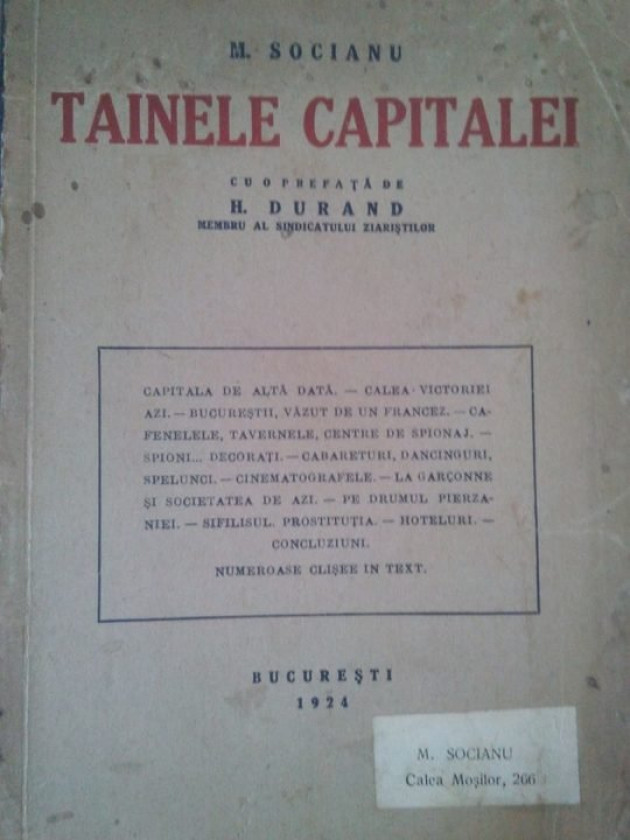 M. SOCIANU
TAINELE CAPITALEI
CU O PREFAȚĂ DE
H. DURAND
MEMBRU AL SINDICATULUI ZIARIȘTILOR
CAPITALA DE ALTĂ DATĂ. — CALEA VICTORIEI
AZI. — BUCUREȘTII, VĂZUT DE UN FRANCEZ. — CA-
FENELELE, TAVERNELE, CENTRE DE SPIONAJ. —
SPIONI... DECORAȚI. — CABARETURI, DANCINGURI,
SPELUNCI. — CINEMATOGRAFELE. — LA GARÇONNE
ȘI SOCIETATEA DE AZI. — PE DRUMUL PIERZA-
NIEI. — SIFILISUL. PROSTITUȚIA. — HOTELURI. —
CONCLUZIUNI.
NUMEROASE CLIȘEE IN TEXT.
BUCUREȘTI
1924
M. SOCIANU
Calea Moșilor, 266